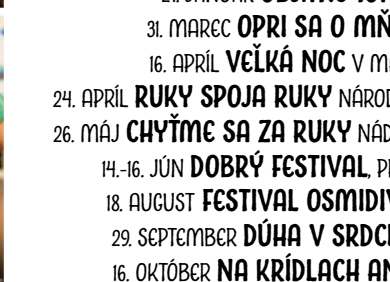 31. MAREC OPRI SA O
16. APRÍL VEĽKÁ NOC V
24. APRÍL RUKY SPOJA RUKY
26. MÁJ CHYŤME SA ZA RUKY
14.-16. JÚN DOBRÝ FESTIVAL,
18. AUGUST FESTIVAL
29. SEPTEMBER DÚHA V
16. OKTÓBER NA KRÍDLACH